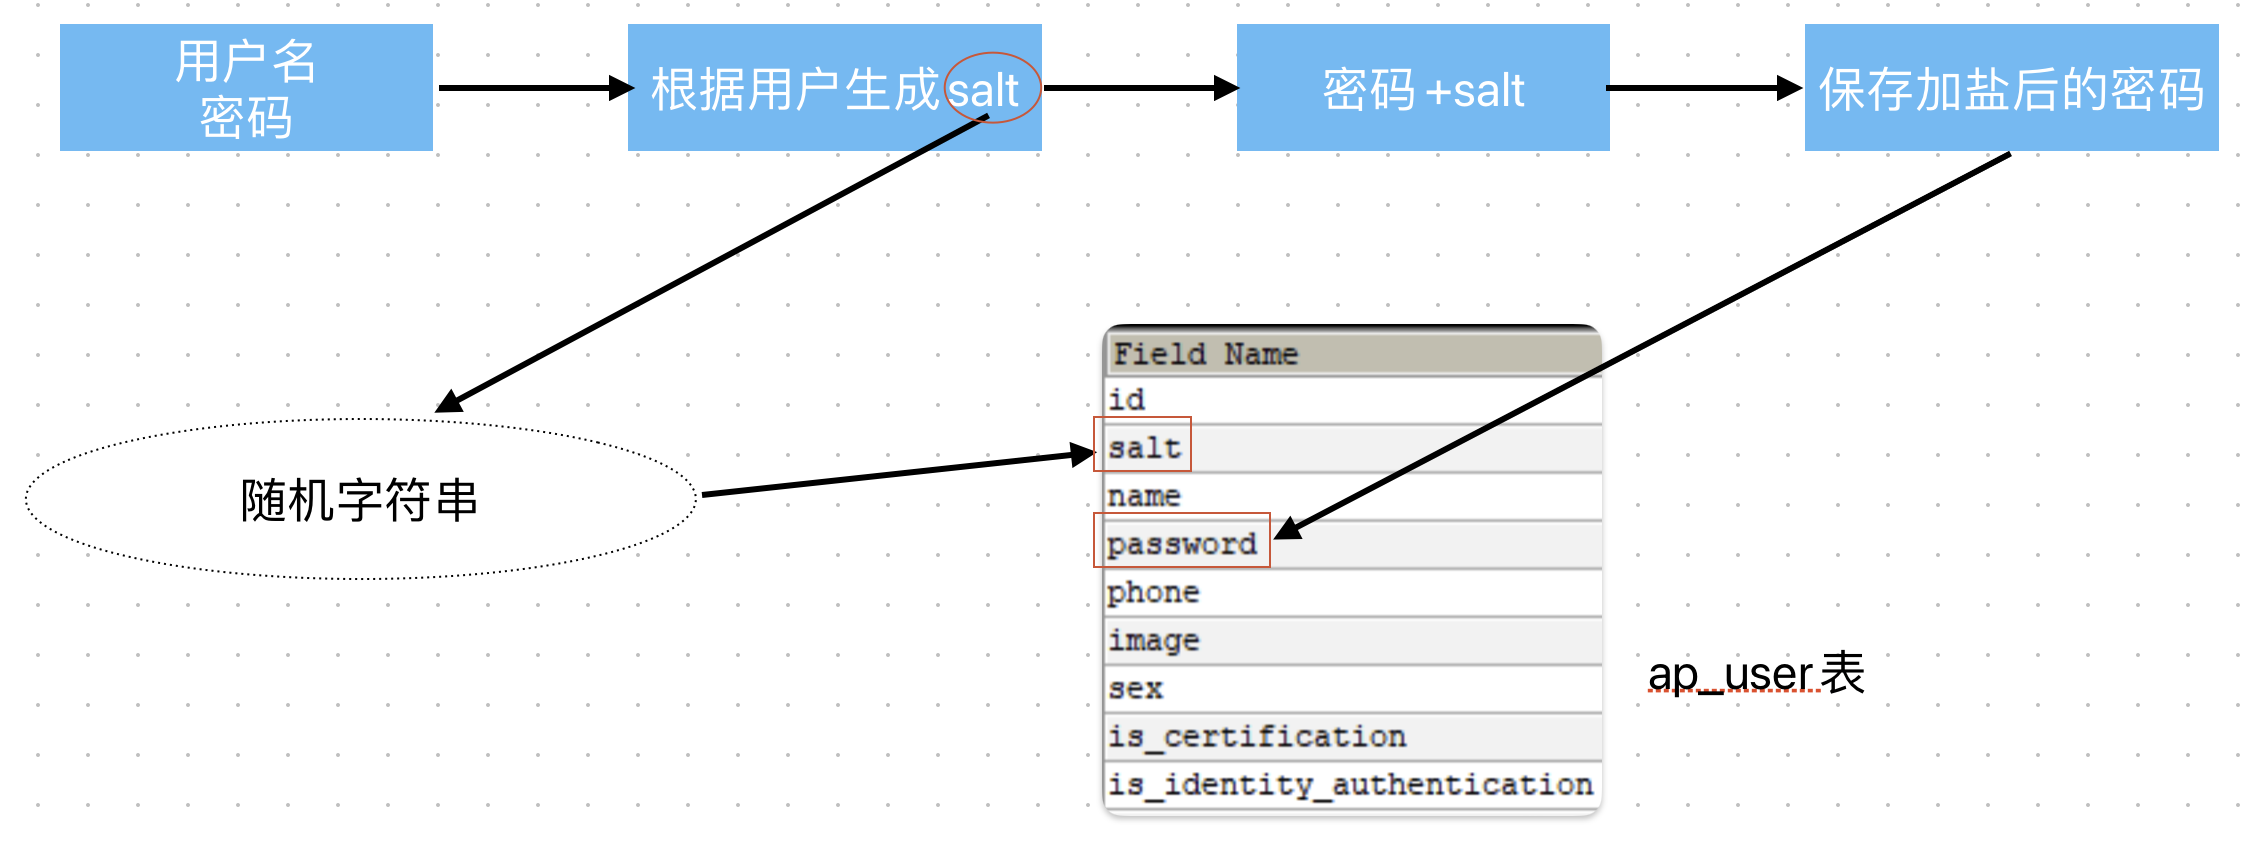 用户名
密码
根据用户生成salt
密码+salt
保存加盐后的密码
随机字符串
Field Name
id
salt
name
password
phone
image
sex
is_certification
is_identity_authentication
ap_user表